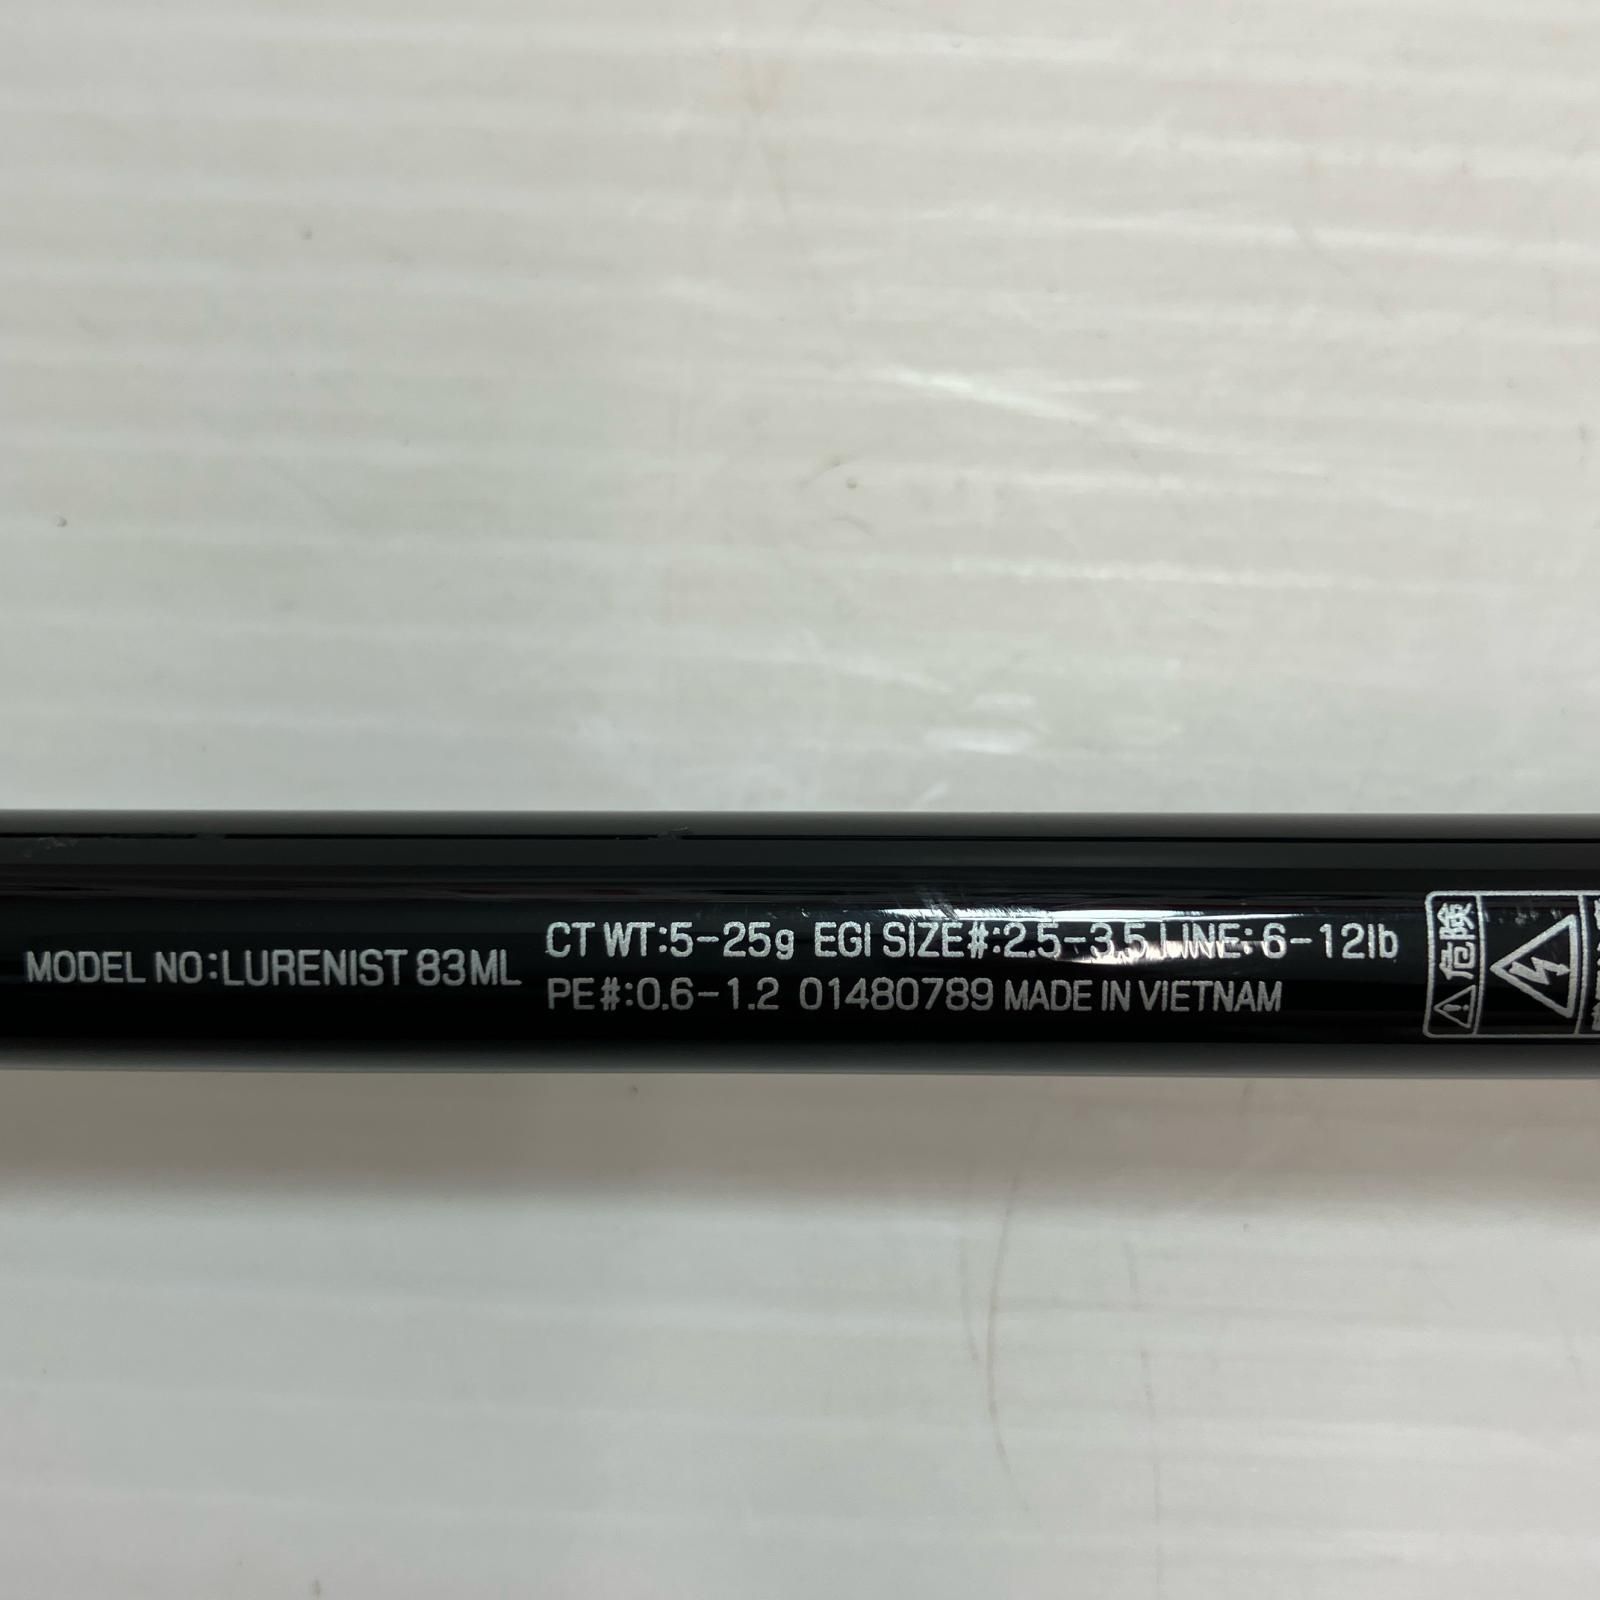 MODEL NO:LURENIST 83ML
CT WT:5-25g EGI SIZE#:2.5-3.5 LINE:6-12lb
PE#:0.6-1.2 01480789 MADE IN VIETNAM
危険